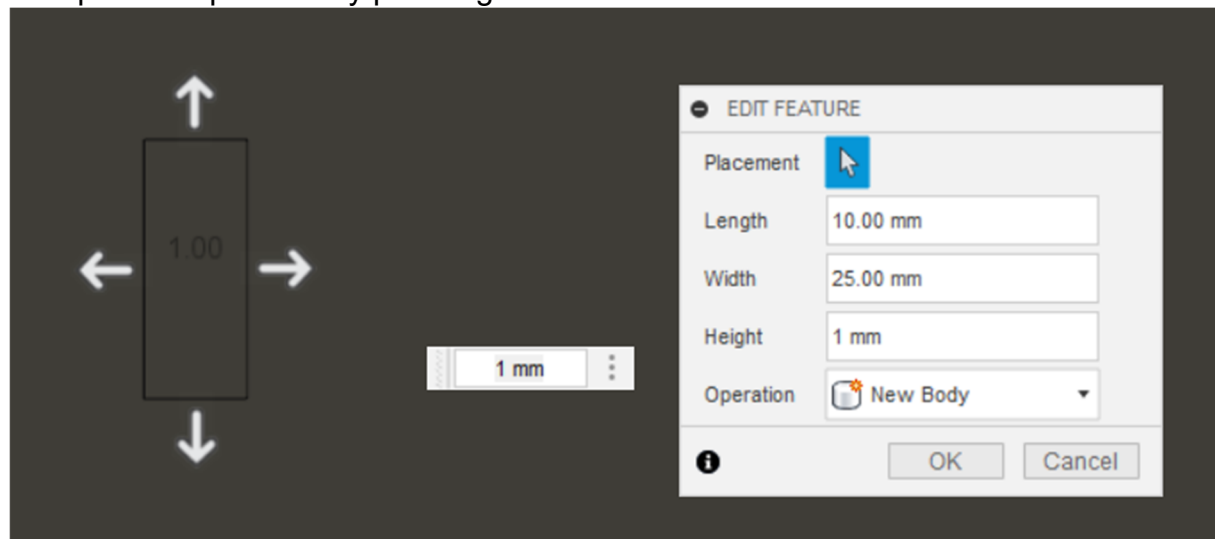 EDIT FEATURE
Placement
Length 10.00 mm
Width 25.00 mm
Height 1 mm
Operation New Body
OK Cancel
1.00
1 mm